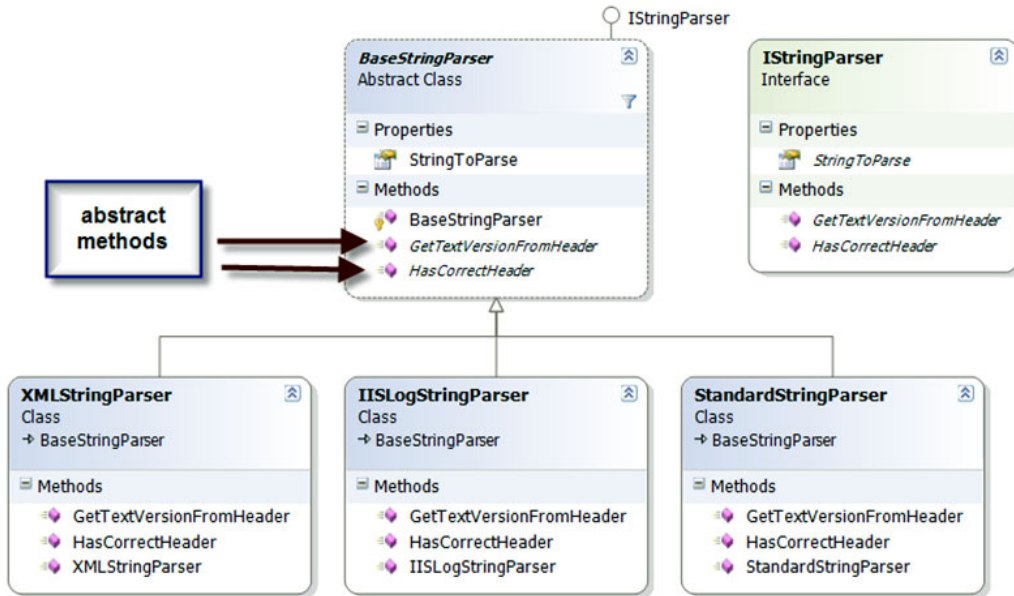 IStringParser
BaseStringParser
Abstract Class
Properties
StringToParse
Methods
BaseStringParser
GetTextVersionFromHeader
HasCorrectHeader
IStringParser
Interface
Properties
StringToParse
Methods
GetTextVersionFromHeader
HasCorrectHeader
abstract
methods
XMLStringParser
Class
BaseStringParser
Methods
GetTextVersionFromHeader
HasCorrectHeader
XMLStringParser
IISLogStringParser
Class
BaseStringParser
Methods
GetTextVersionFromHeader
HasCorrectHeader
IISLogStringParser
StandardStringParser
Class
BaseStringParser
Methods
GetTextVersionFromHeader
HasCorrectHeader
StandardStringParser